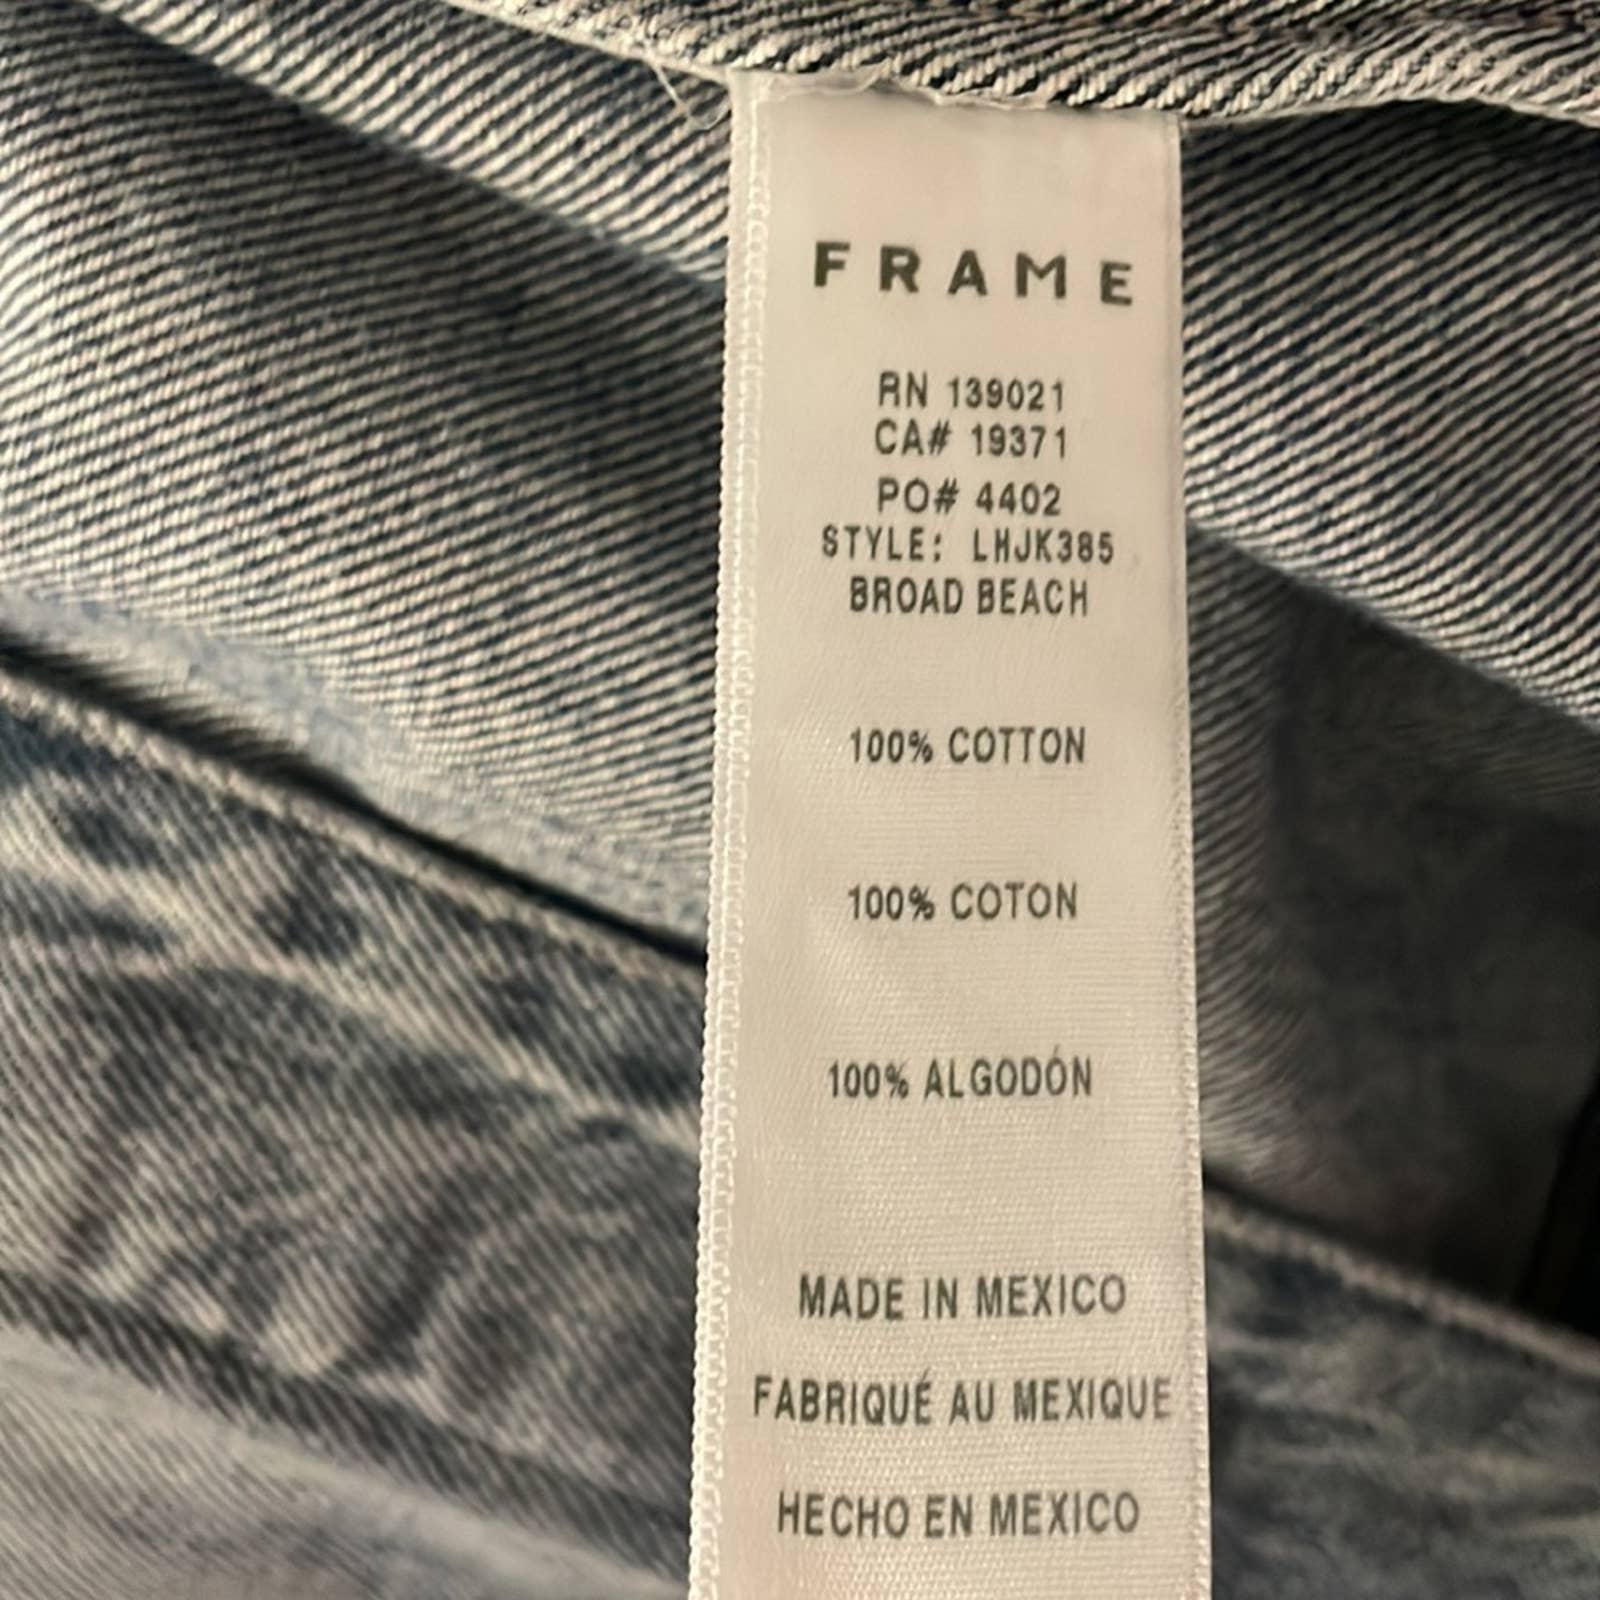 FRAME
RN 139021
CA# 19371
PO# 4402
STYLE: LHJK385
BROAD BEACH
100% COTTON
100% COTON
100% ALGODÓN
MADE IN MEXICO
FABRIQUÉ AU MEXIQUE
HECHO EN MEXICO